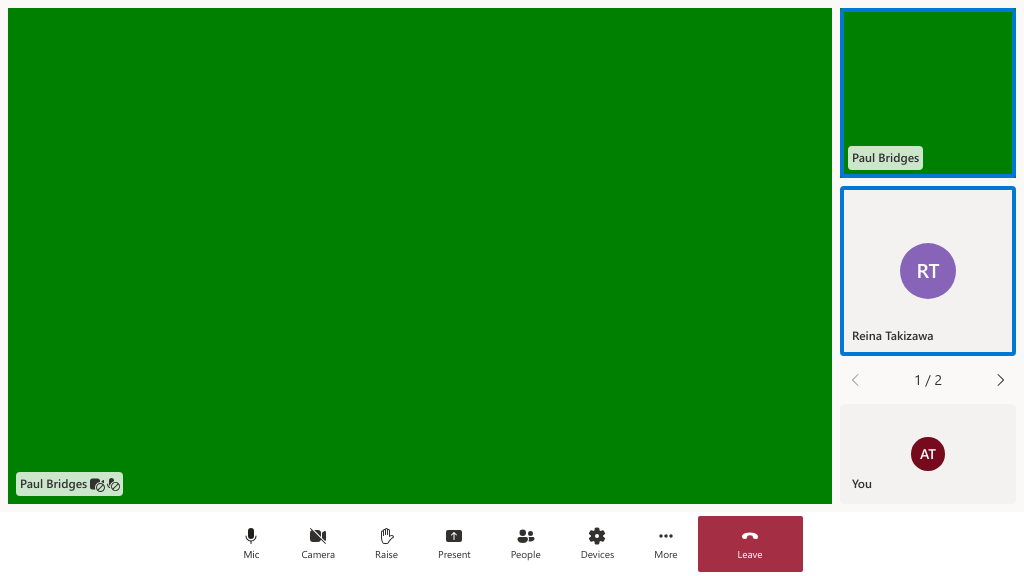 Paul Bridges
Paul Bridges
RT
Reina Takizawa
1 / 2
AT
You
Mic
Camera
Raise
Present
People
Devices
More
Leave